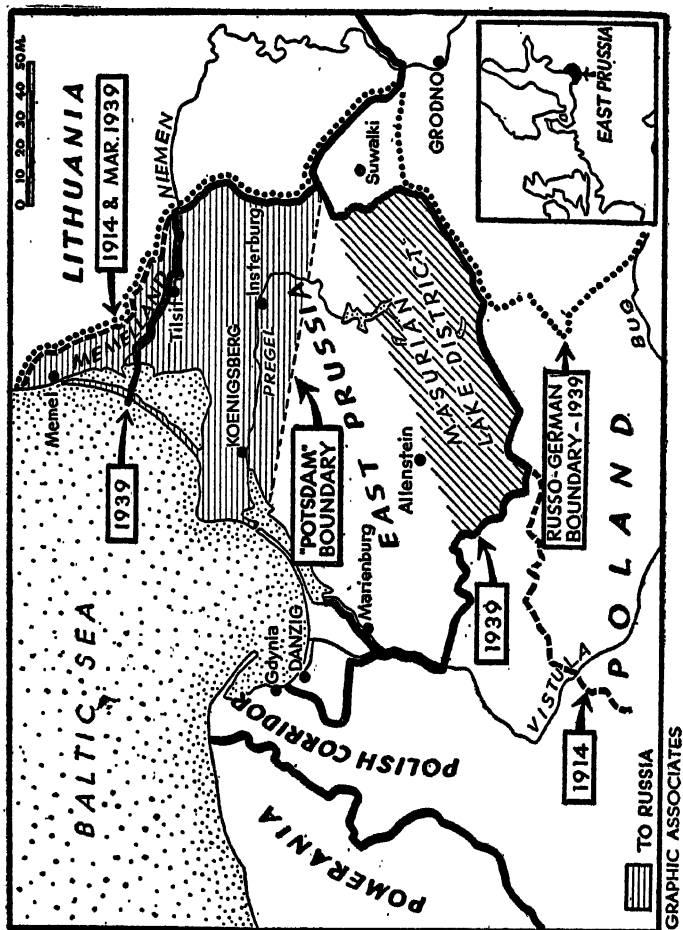 0 10 20 30 40 50 M.
LITHUANIA
1914 & MAR. 1939
NIEMEN
GRODNO
Suwalki
EAST PRUSSIA
MEMELLAND
Memel
Tilsit
Insterburg
KOENIGSBERG
PREGEL
1939
"POTSDAM"
BOUNDARY
EAST PRUSSIA
MASURIAN
LAKE DISTRICT
Allenstein
Marienburg
BALTIC SEA
Gdynia
DANZIG
POLISH CORRIDOR
POMERANIA
1939
RUSSO-GERMAN
BOUNDARY-1939
BUG
POLAND
VISTULA
1914
TO RUSSIA
GRAPHIC ASSOCIATES